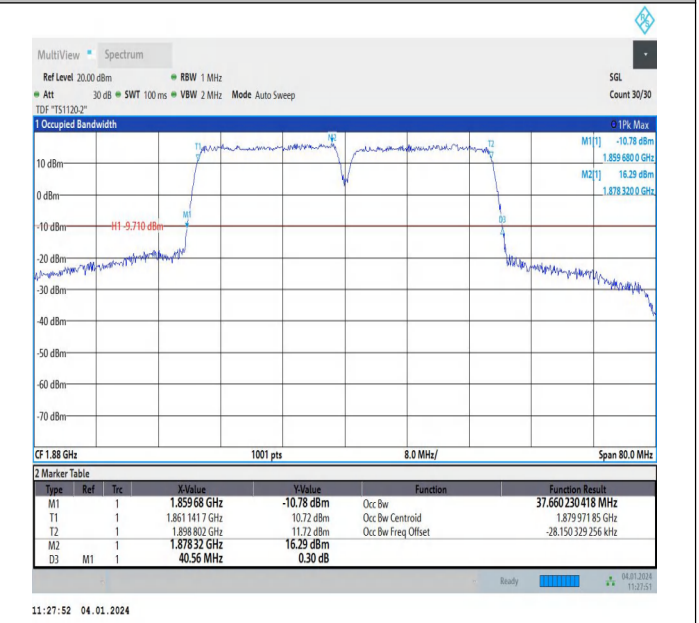 MultiView Spectrum
Ref Level 20.00 dBm RBW 1 MHz SGL
Att 30 dB SWT 100 ms VBW 2 MHz Mode Auto Sweep Count 30/30
TDF "TS1120-2"
1 Occupied Bandwidth 1Pk Max
M1[1] -10.78 dBm
1.859 680 0 GHz
M2[1] 16.29 dBm
1.878 320 0 GHz
T1
M2
T2
10 dBm
0 dBm
M1
D3
-10 dBm
H1 -9.710 dBm
-20 dBm
-30 dBm
-40 dBm
-50 dBm
-60 dBm
-70 dBm
CF 1.88 GHz 1001 pts 8.0 MHz/ Span 80.0 MHz
2 Marker Table
Type Ref Trc X-Value Y-Value Function Function Result
M1 1 1.859 68 GHz -10.78 dBm Occ Bw 37.660 230 418 MHz
T1 1 1.861 141 7 GHz 10.72 dBm Occ Bw Centroid 1.879 971 85 GHz
T2 1 1.898 802 GHz 11.72 dBm Occ Bw Freq Offset -28.150 329 256 kHz
M2 1 1.878 32 GHz 16.29 dBm
D3 M1 1 40.56 MHz 0.30 dB
Ready 04.01.2024
11:27:51
11:27:52 04.01.2024